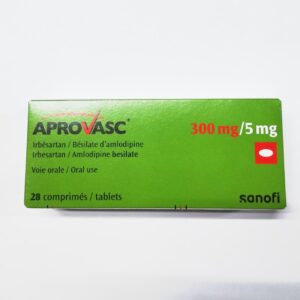 APROVASC®
300 mg/5 mg
Irbésartan / Bésilate d'amlodipine
Irbesartan / Amlodipine besilate
Voie orale / Oral use
28 comprimés / tablets
sanofi